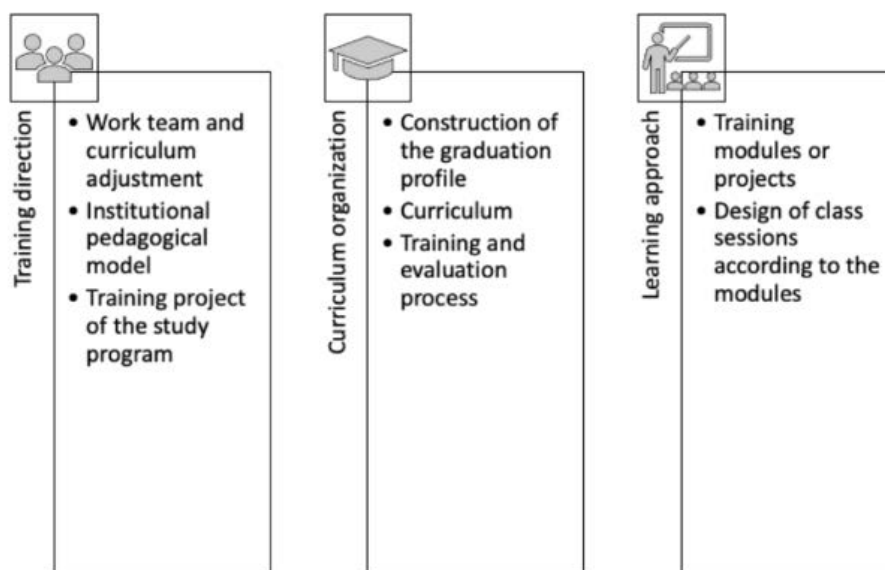 Training direction
• Work team and
curriculum
adjustment
• Institutional
pedagogical
model
• Training project
of the study
program
Curriculum organization
• Construction of
the graduation
profile
• Curriculum
• Training and
evaluation
process
Learning approach
• Training
modules or
projects
• Design of class
sessions
according to the
modules